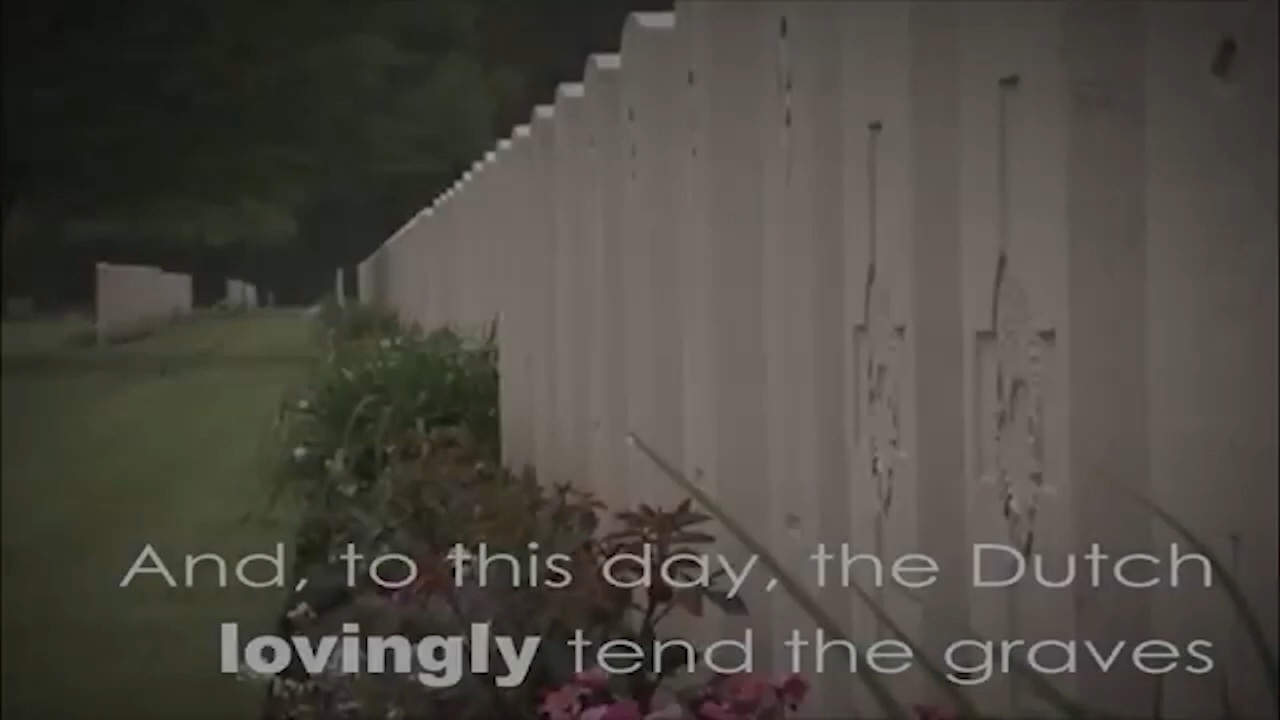 And, to this day, the Dutch
lovingly tend the graves